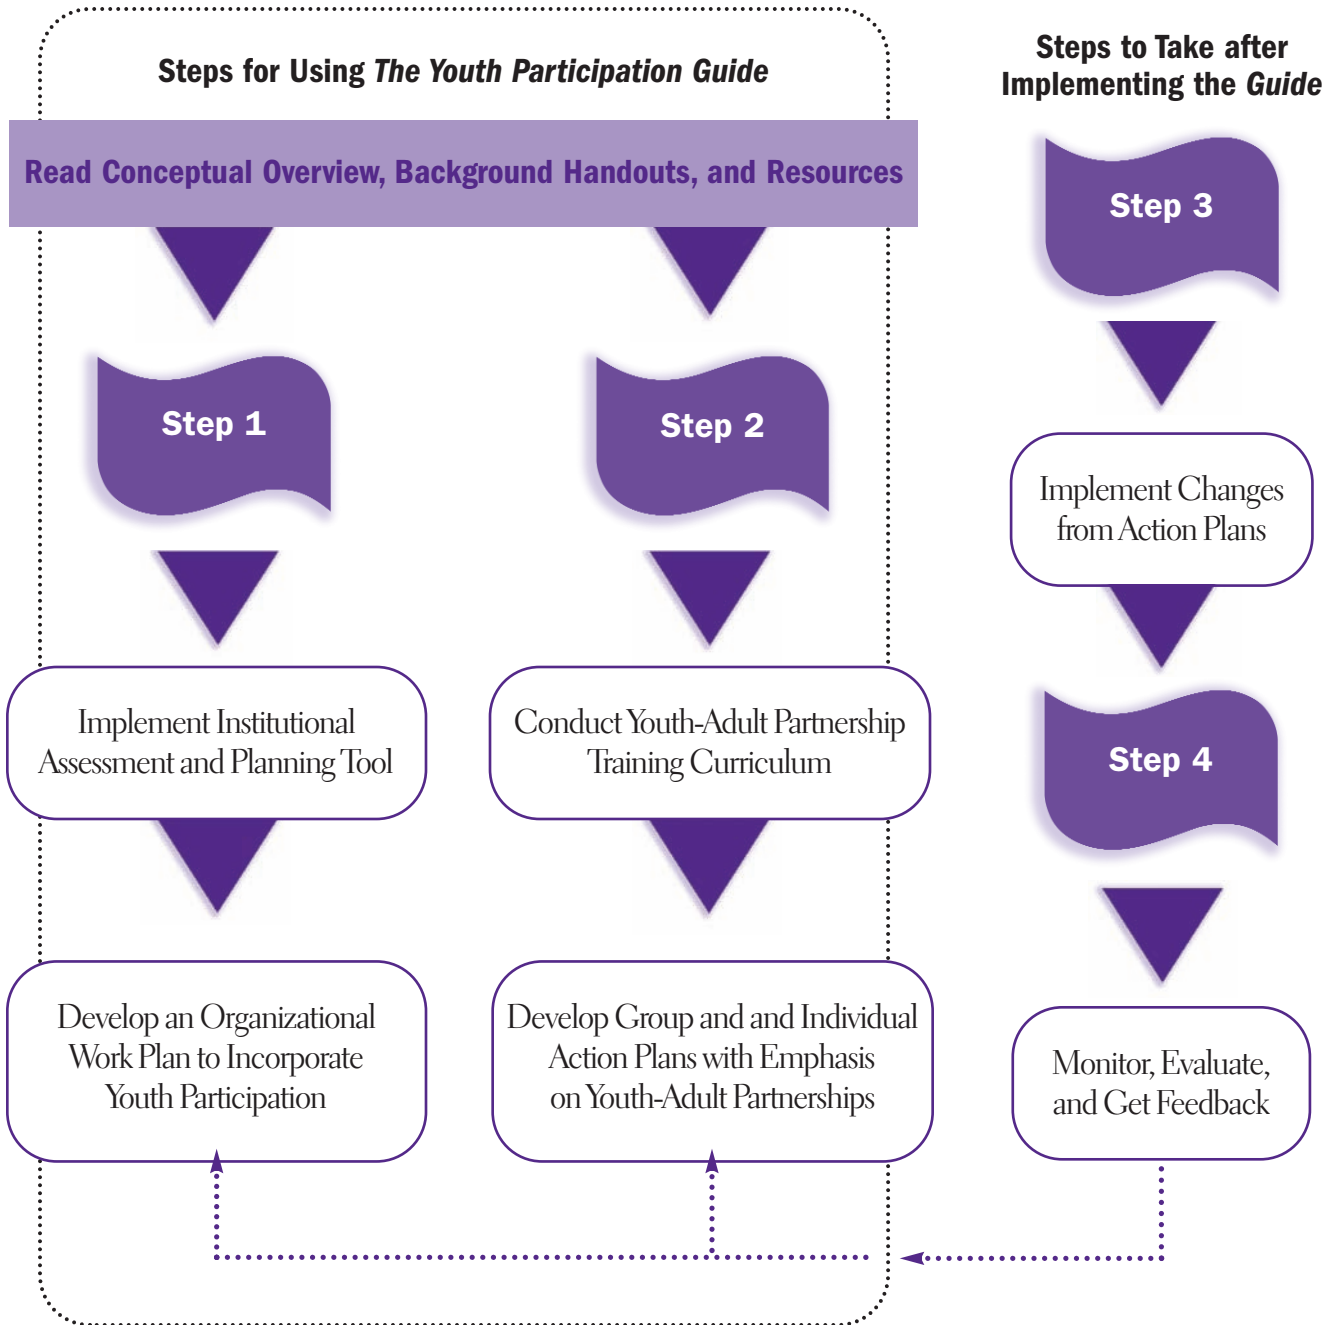 Steps for Using The Youth Participation Guide
Read Conceptual Overview, Background Handouts, and Resources
Step 1
Implement Institutional
Assessment and Planning Tool
Develop an Organizational
Work Plan to Incorporate
Youth Participation
Step 2
Conduct Youth-Adult Partnership
Training Curriculum
Develop Group and and Individual
Action Plans with Emphasis
on Youth-Adult Partnerships
Steps to Take after
Implementing the Guide
Step 3
Implement Changes
from Action Plans
Step 4
Monitor, Evaluate,
and Get Feedback